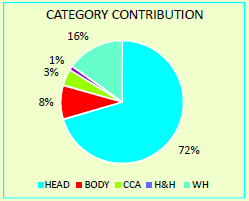 CATEGORY CONTRIBUTION
16%
1%
3%
8%
72%
HEAD BODY CCA H&H WH